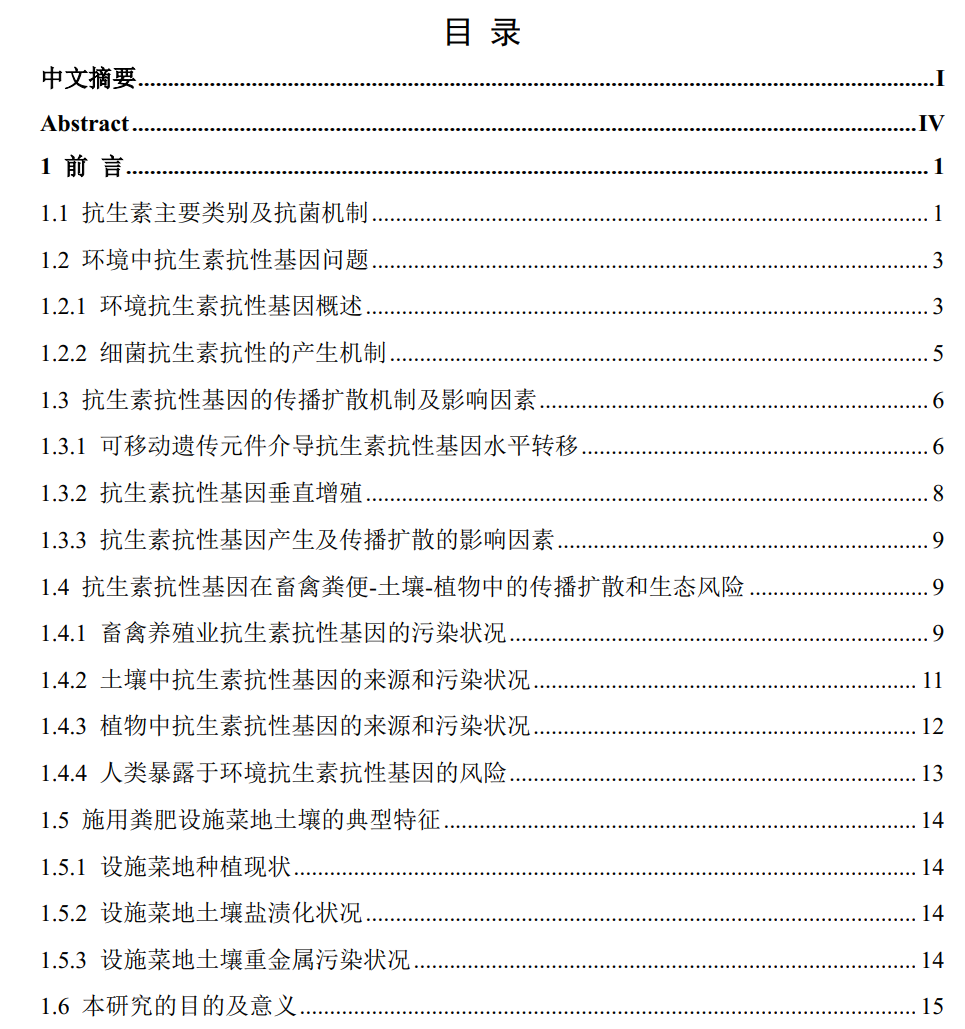 目 录
中文摘要........................................I
Abstract........................................IV
1 前 言........................................1
1.1 抗生素主要类别及抗菌机制........................................1
1.2 环境中抗生素抗性基因问题........................................3
1.2.1 环境抗生素抗性基因概述........................................3
1.2.2 细菌抗生素抗性的产生机制........................................5
1.3 抗生素抗性基因的传播扩散机制及影响因素........................................6
1.3.1 可移动遗传元件介导抗生素抗性基因水平转移........................................6
1.3.2 抗生素抗性基因垂直增殖........................................8
1.3.3 抗生素抗性基因产生及传播扩散的影响因素........................................9
1.4 抗生素抗性基因在畜禽粪便-土壤-植物中的传播扩散和生态风险........................................9
1.4.1 畜禽养殖业抗生素抗性基因的污染状况........................................9
1.4.2 土壤中抗生素抗性基因的来源和污染状况........................................11
1.4.3 植物中抗生素抗性基因的来源和污染状况........................................12
1.4.4 人类暴露于环境抗生素抗性基因的风险........................................13
1.5 施用粪肥设施菜地土壤的典型特征........................................14
1.5.1 设施菜地种植现状........................................14
1.5.2 设施菜地土壤盐渍化状况........................................14
1.5.3 设施菜地土壤重金属污染状况........................................14
1.6 本研究的目的及意义........................................15